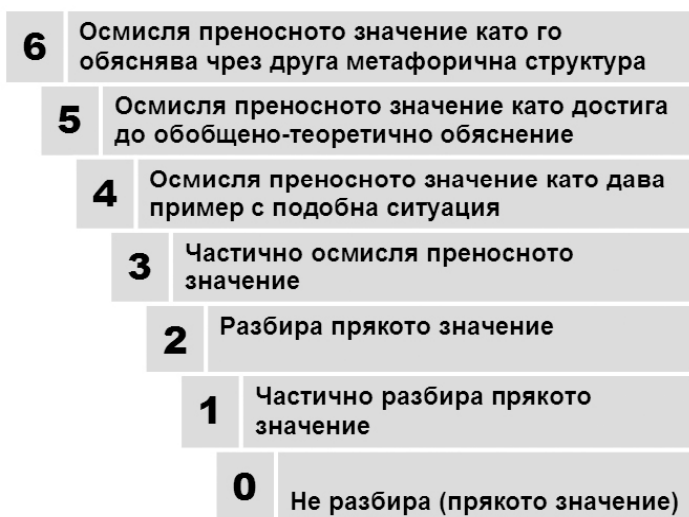 6 Осмисля преносното значение като го
обяснява чрез друга метафорична структура
5 Осмисля преносното значение като достига
до обобщено-теоретично обяснение
4 Осмисля преносното значение като дава
пример с подобна ситуация
3 Частично осмисля преносното
значение
2 Разбира прякото значение
1 Частично разбира прякото
значение
0 Не разбира (прякото значение)